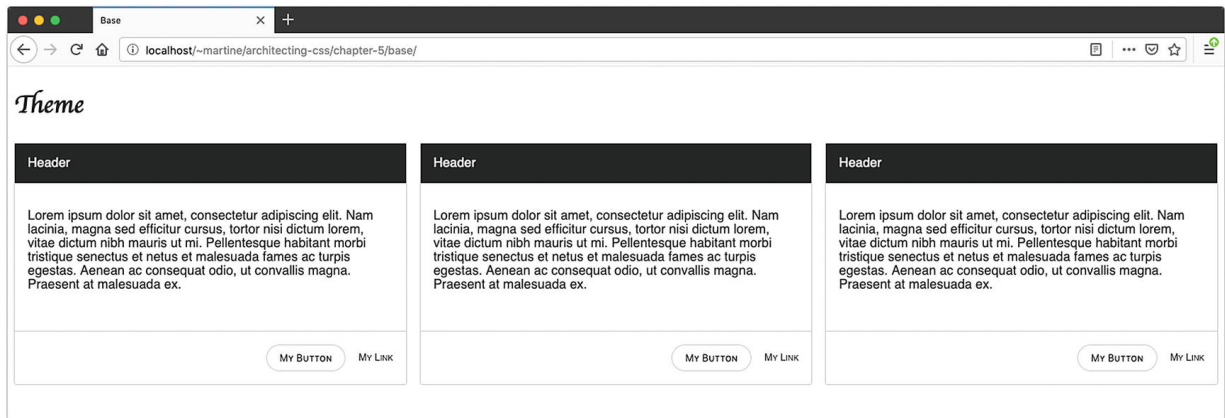 Base
localhost/~martine/architecting-css/chapter-5/base/
Theme
Header
Lorem ipsum dolor sit amet, consectetur adipiscing elit. Nam
lacinia, magna sed efficitur cursus, tortor nisi dictum lorem,
vitae dictum nibh mauris ut mi. Pellentesque habitant morbi
tristique senectus et netus et malesuada fames ac turpis
egestas. Aenean ac consequat odio, ut convallis magna.
Praesent at malesuada ex.
My Button My Link
Header
Lorem ipsum dolor sit amet, consectetur adipiscing elit. Nam
lacinia, magna sed efficitur cursus, tortor nisi dictum lorem,
vitae dictum nibh mauris ut mi. Pellentesque habitant morbi
tristique senectus et netus et malesuada fames ac turpis
egestas. Aenean ac consequat odio, ut convallis magna.
Praesent at malesuada ex.
My Button My Link
Header
Lorem ipsum dolor sit amet, consectetur adipiscing elit. Nam
lacinia, magna sed efficitur cursus, tortor nisi dictum lorem,
vitae dictum nibh mauris ut mi. Pellentesque habitant morbi
tristique senectus et netus et malesuada fames ac turpis
egestas. Aenean ac consequat odio, ut convallis magna.
Praesent at malesuada ex.
My Button My Link